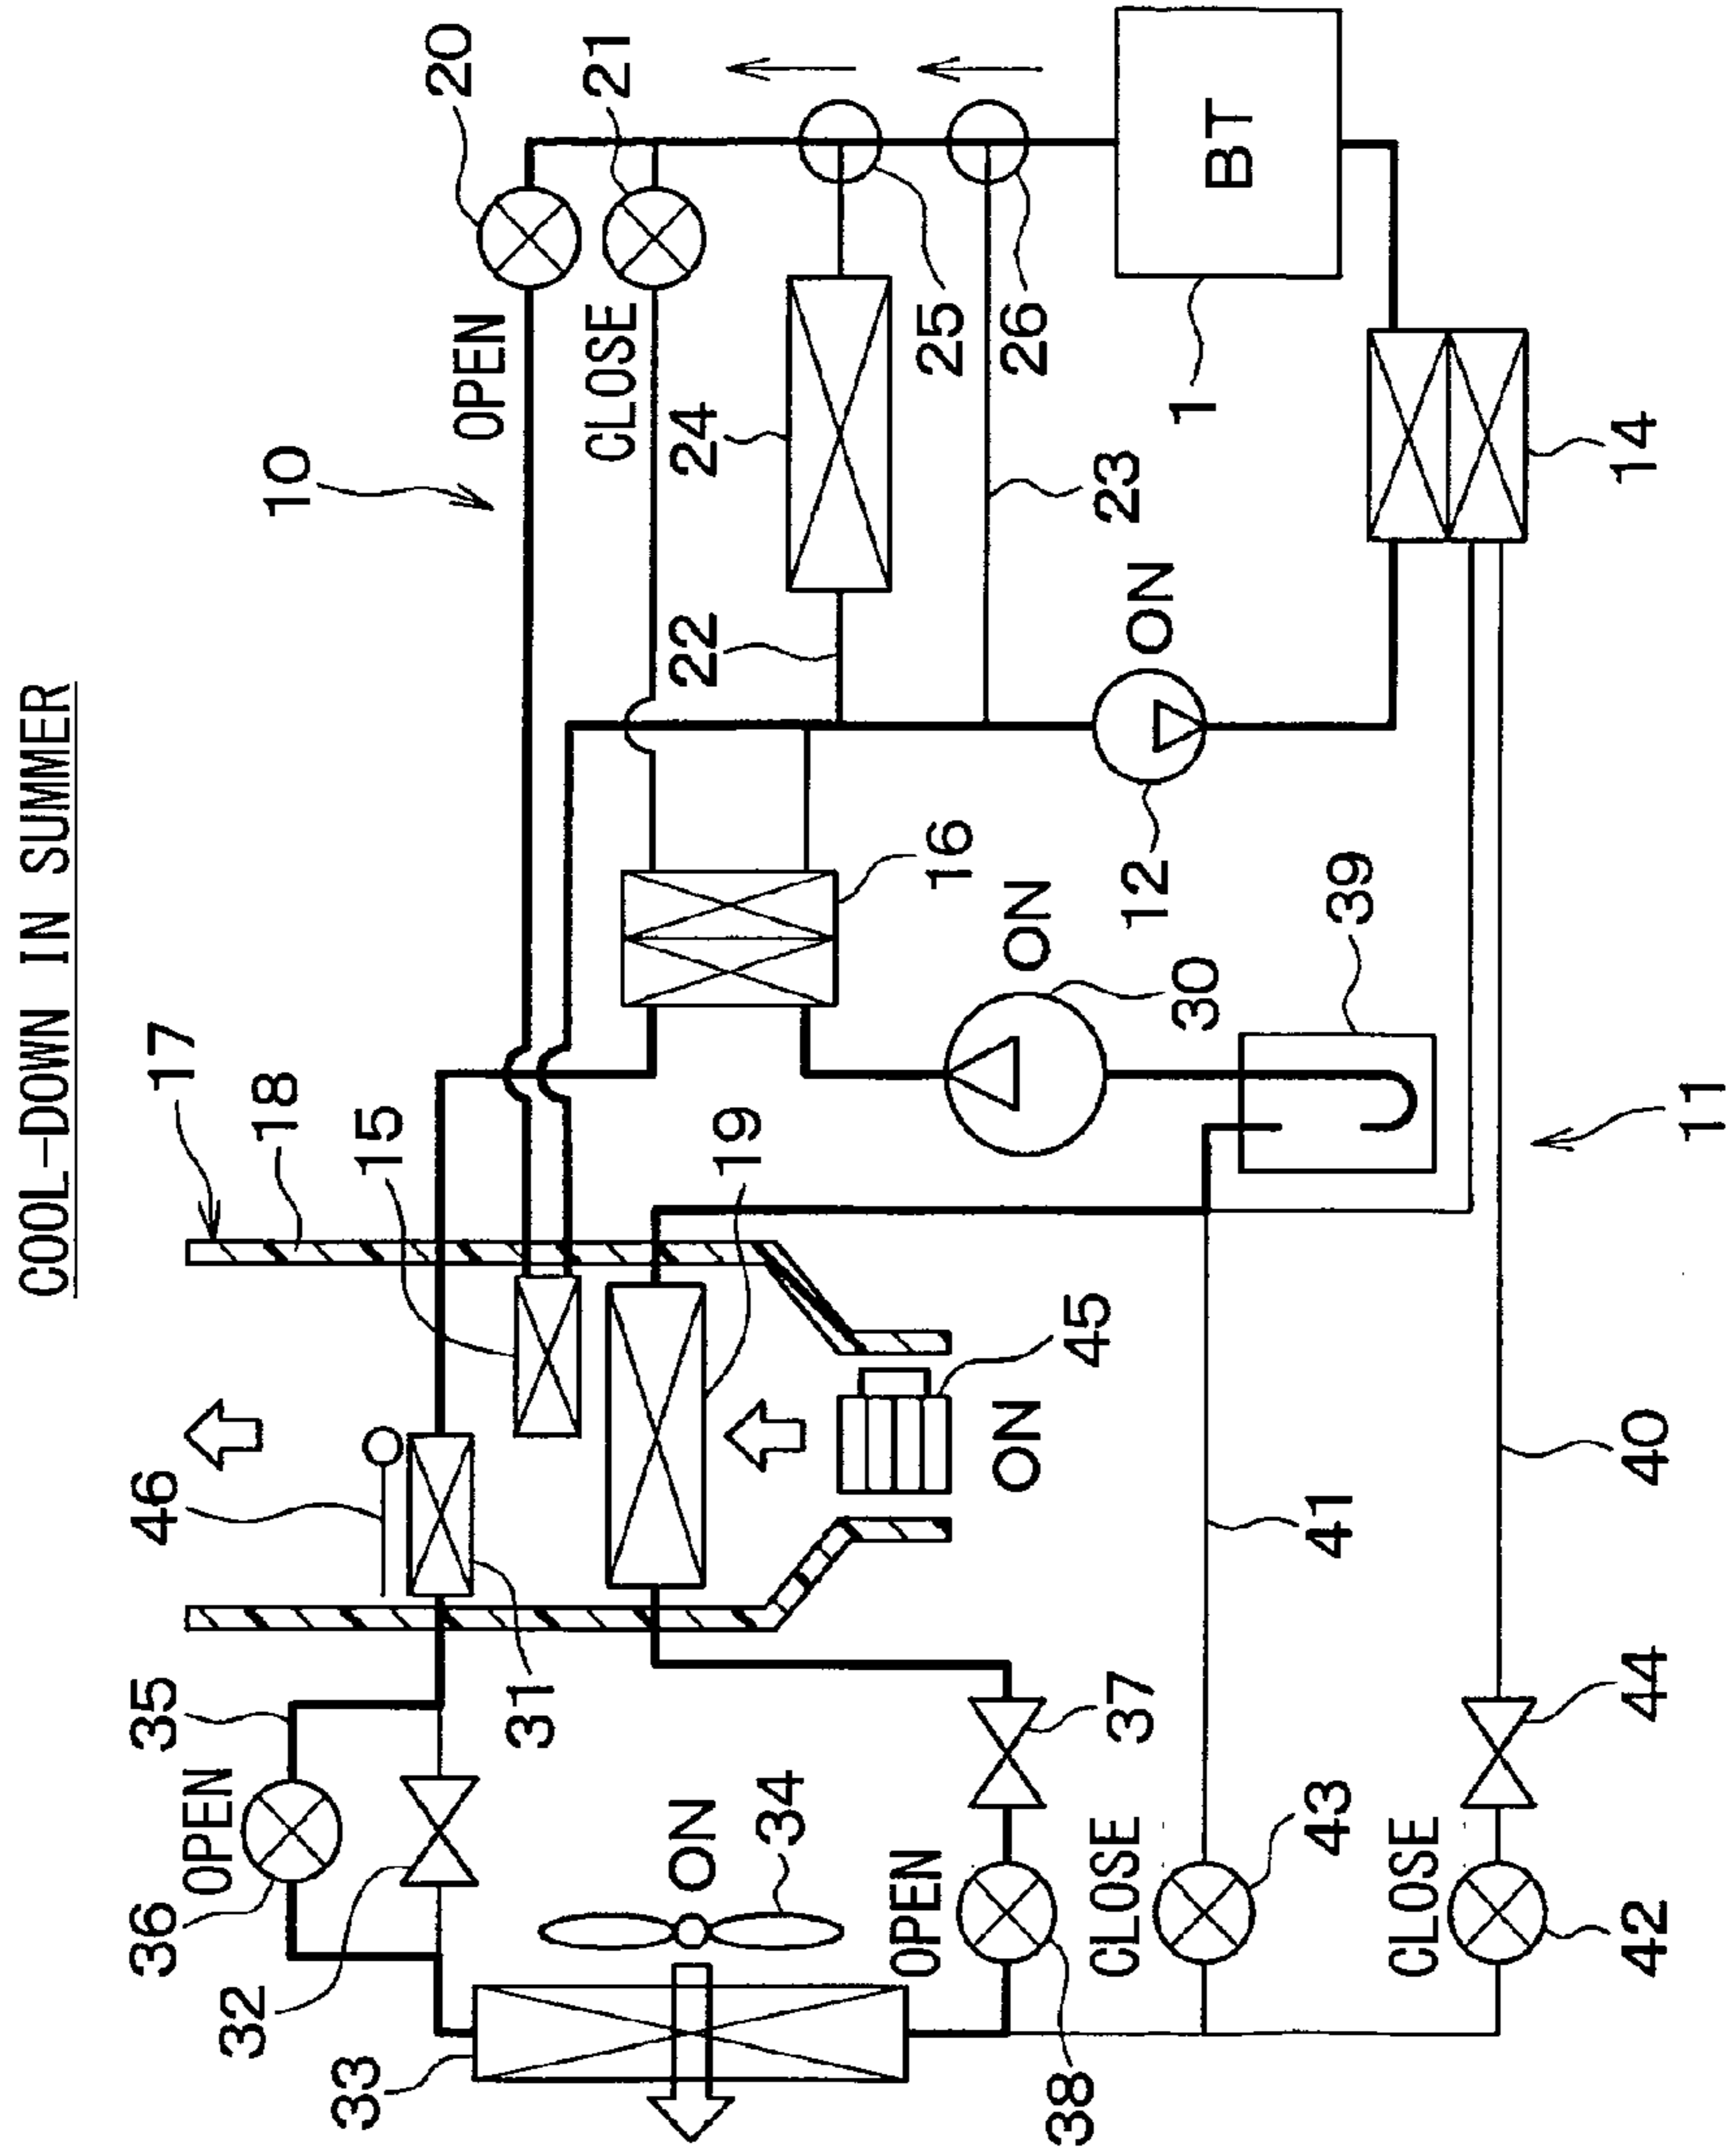 COOL-DOWN IN SUMMER
36
35
46
17
OPEN
32
18
10
33
15
20
OPEN
31
CLOSE
21
ON
22
24
19
34
OPEN
16
25
ON
ON
26
38
45
CLOSE
23
37
12
ON
30
1
BT
43
41
39
CLOSE
42
44
40
14
11